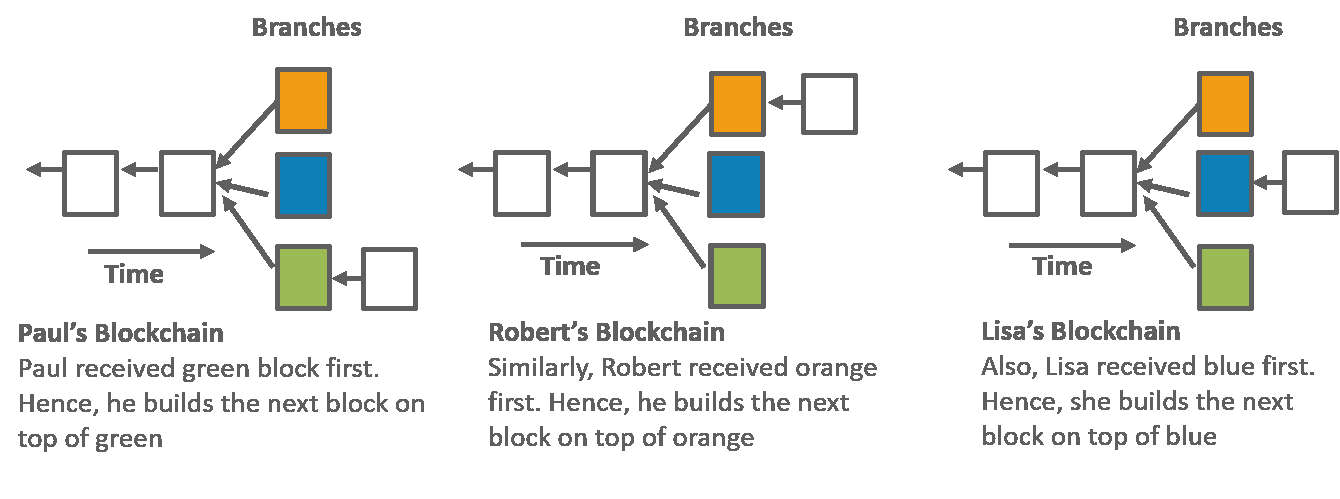 Branches
Time
Paul's Blockchain
Paul received green block first.
Hence, he builds the next block on
top of green
Branches
Time
Robert's Blockchain
Similarly, Robert received orange
first. Hence, he builds the next
block on top of orange
Branches
Time
Lisa's Blockchain
Also, Lisa received blue first.
Hence, she builds the next
block on top of blue